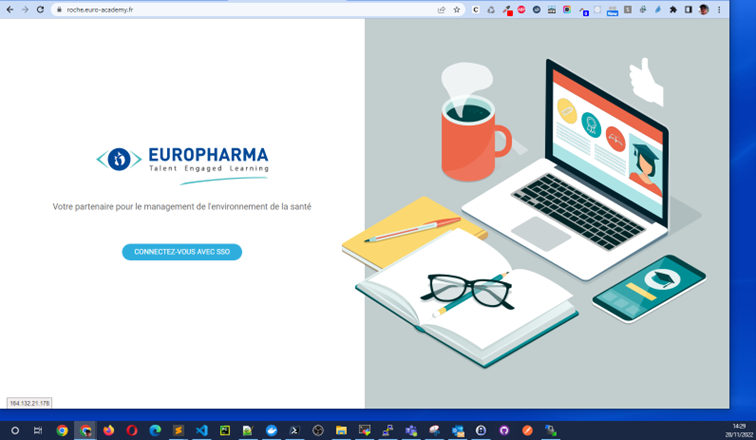 roche.euro-academy.fr
EUROPHARMA
Talent Engaged Learning
Votre partenaire pour le management de l'environnement de la santé
CONNECTEZ-VOUS AVEC SSO
164.132.21.178
14:29
28/11/2022